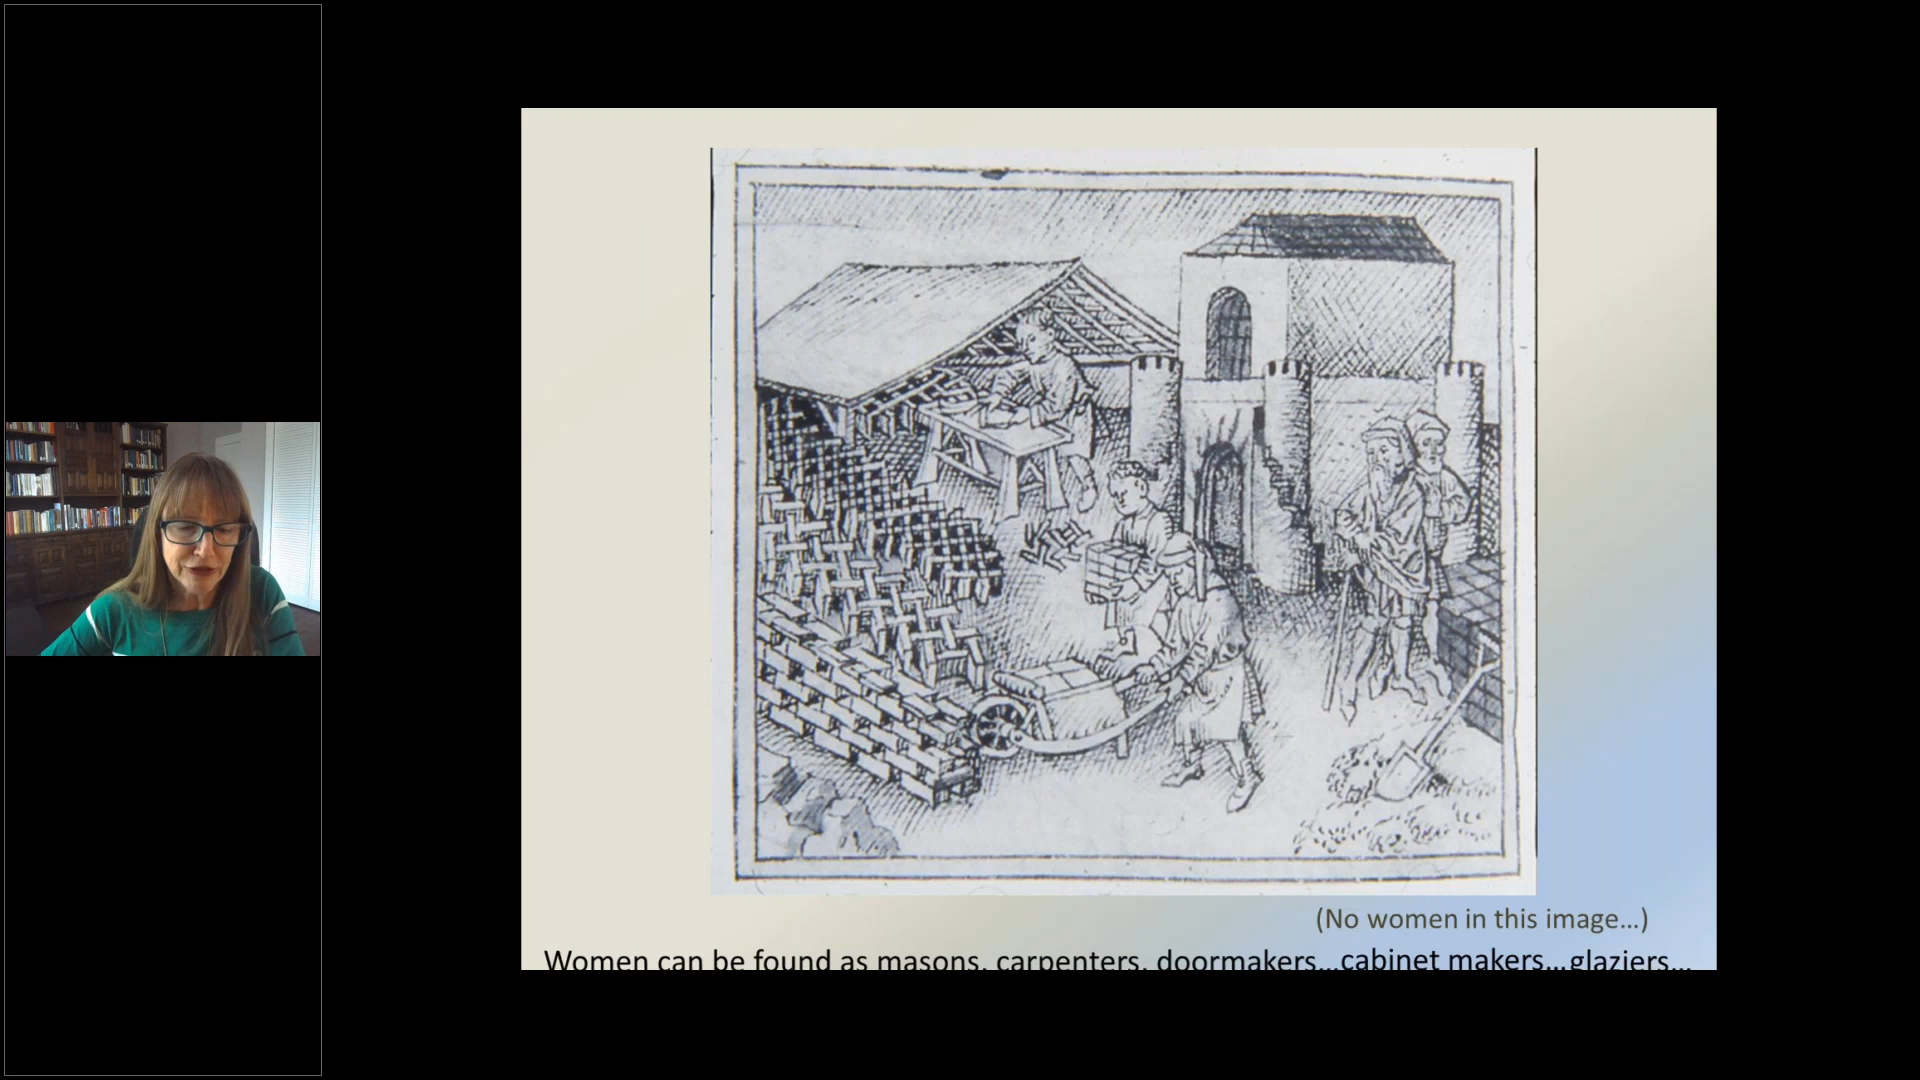 (No women in this image…)
Women can be found as masons, carpenters, doormakers…cabinet makers…glaziers…